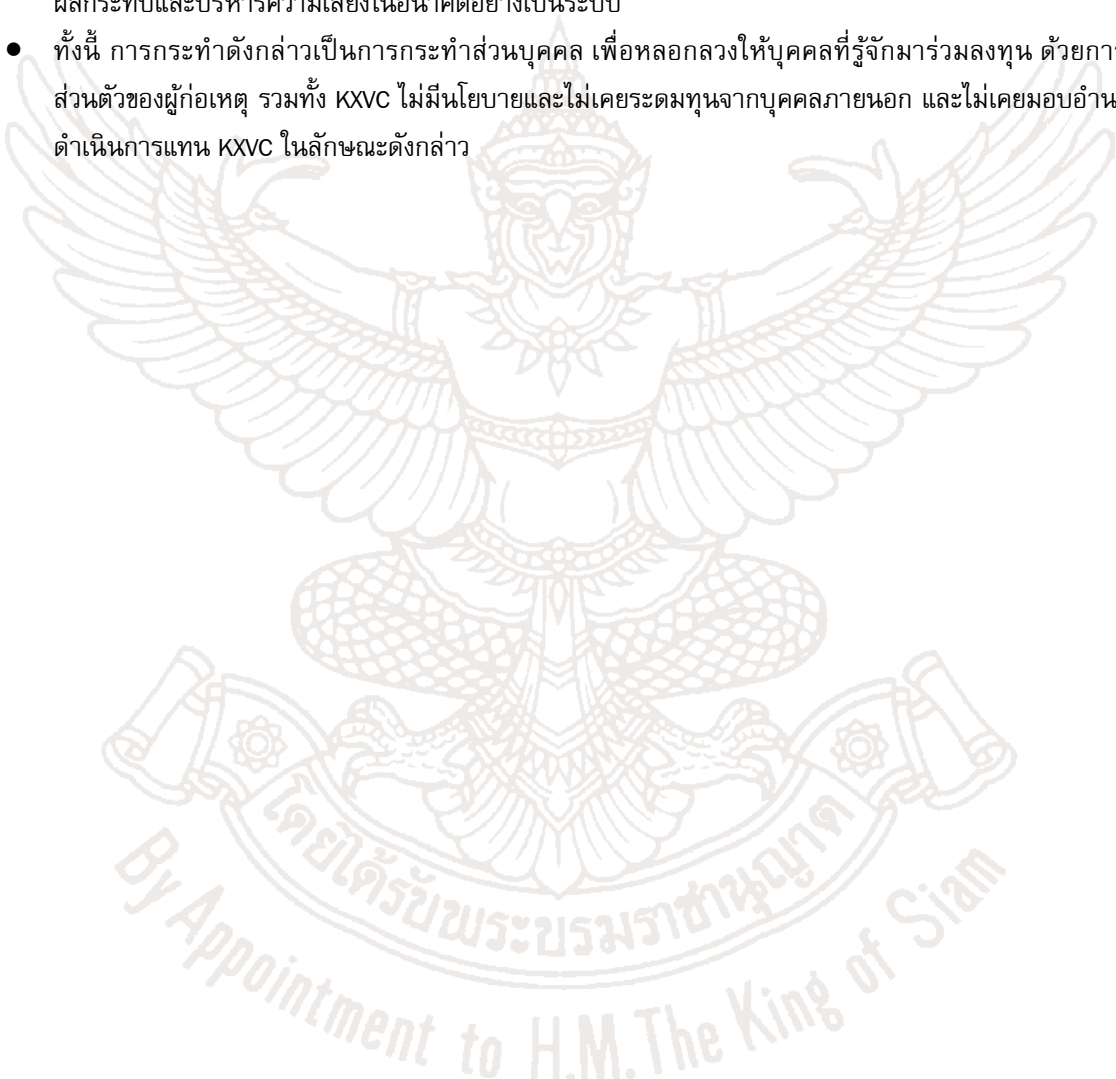 ผลกระทบและบริหารความเสี่ยงในอนาคตอย่างเป็นระบบ
● ทั้งนี้ การกระทำดังกล่าวเป็นการกระทำส่วนบุคคล เพื่อหลอกลวงให้บุคคลที่รู้จักมาร่วมลงทุน ด้วยกา
ส่วนตัวของผู้ก่อเหตุ รวมทั้ง KXVC ไม่มีนโยบายและไม่เคยระดมทุนจากบุคคลภายนอก และไม่เคยมอบอำน
ดำเนินการแทน KXVC ในลักษณะดังกล่าว
โดยได้รับพระบรมราชานุญาต
By Appointment to H.M. The King of Siam